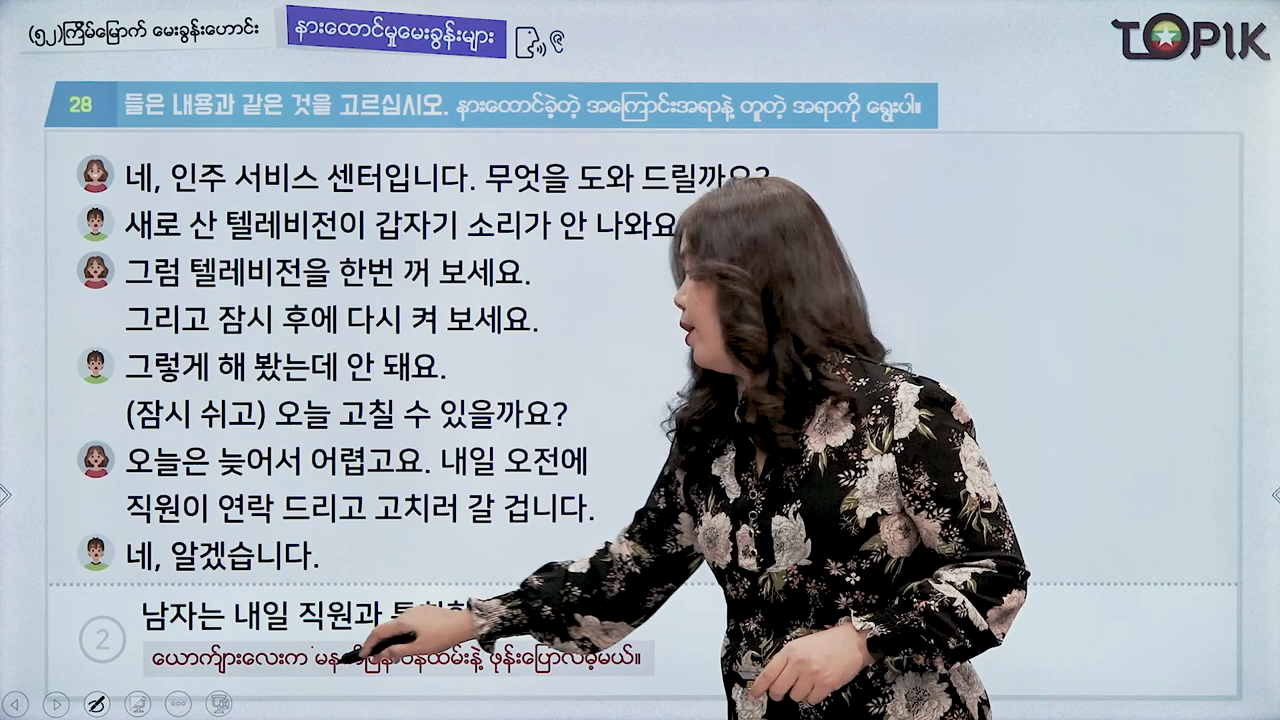 (၅၂)ကြိမ်မြောက် မေးခွန်းဟောင်း
နားထောင်မှုမေးခွန်းများ
TOPIK
28 들은 내용과 같은 것을 고르십시오. နားထောင်ခဲ့တဲ့ အကြောင်းအရာနဲ့ တူတဲ့ အရာကို ရွေးပါ။
네, 인주 서비스 센터입니다. 무엇을 도와 드릴까요?
새로 산 텔레비전이 갑자기 소리가 안 나와요
그럼 텔레비전을 한번 꺼 보세요.
그리고 잠시 후에 다시 켜 보세요.
그렇게 해 봤는데 안 돼요.
(잠시 쉬고) 오늘 고칠 수 있을까요?
오늘은 늦어서 어렵고요. 내일 오전에
직원이 연락 드리고 고치러 갈 겁니다.
네, 알겠습니다.
2 남자는 내일 직원과
ယောက်ျားလေးက ဖုန်းပြောလိမ့်မယ်။